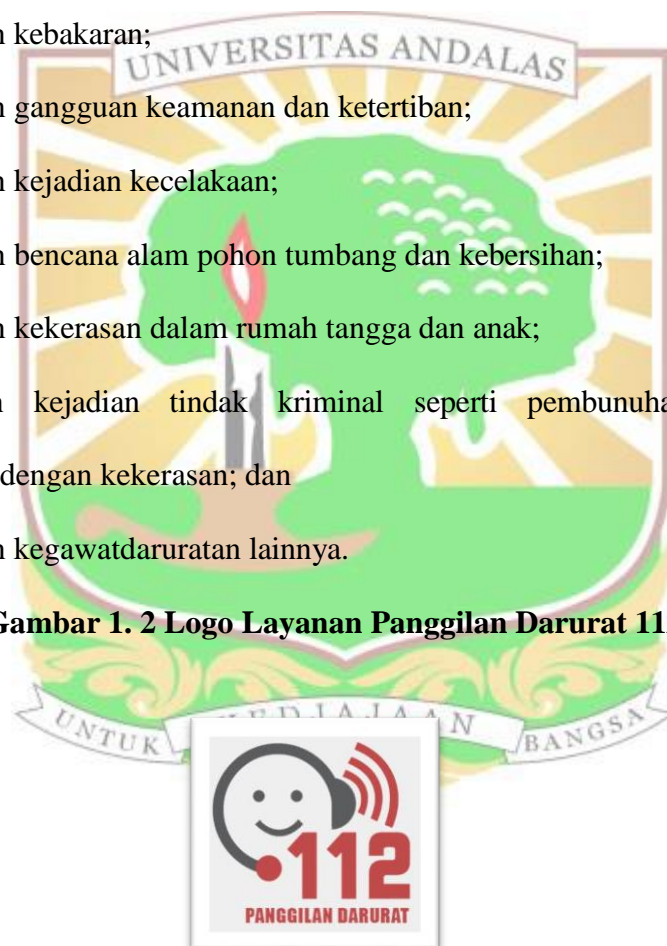 n kebakaran;
UNIVERSITAS ANDALAS
n gangguan keamanan dan ketertiban;
n kejadian kecelakaan;
n bencana alam pohon tumbang dan kebersihan;
n kekerasan dalam rumah tangga dan anak;
n kejadian tindak kriminal seperti pembunuha
dengan kekerasan; dan
n kegawatdaruratan lainnya.
Gambar 1. 2 Logo Layanan Panggilan Darurat 11
UNTUK KEDJAJAAN BANGSA
112
PANGGILAN DARURAT